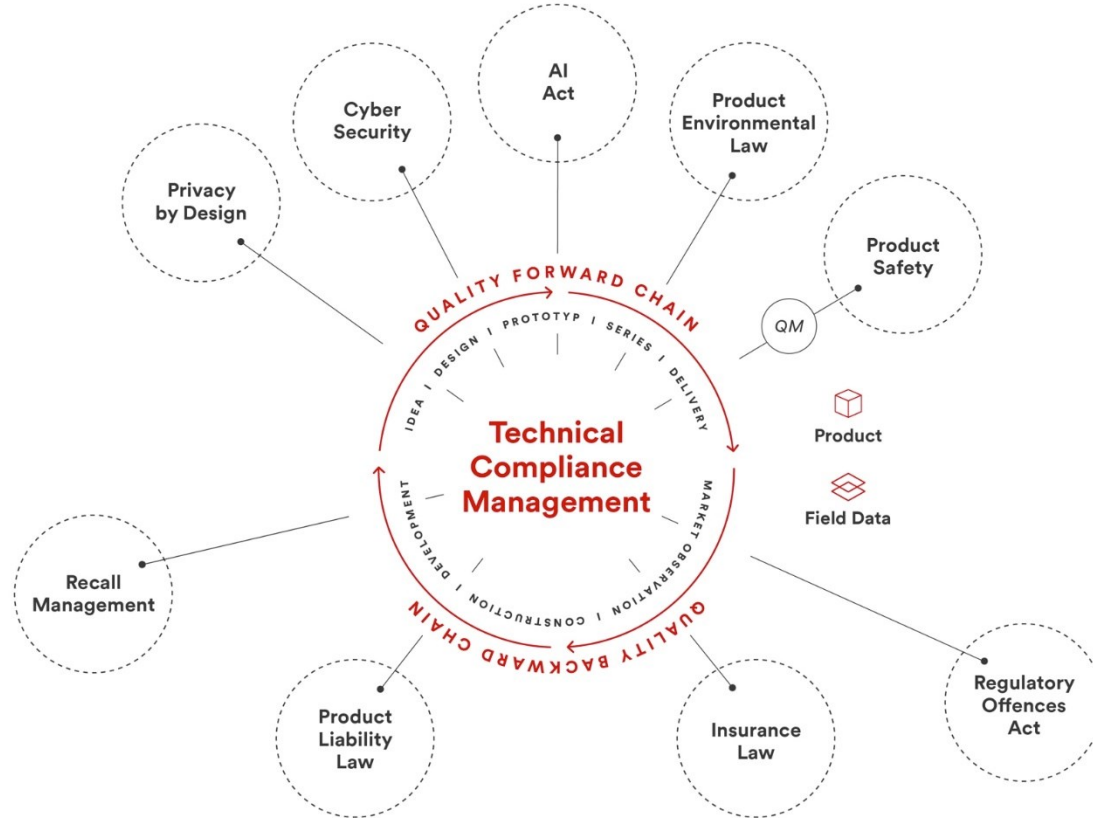 AI
Act
Cyber
Security
Product
Environmental
Law
Privacy
by Design
Product
Safety
QM
QUALITY FORWARD CHAIN
IDEA I DESIGN I PROTOTYP I SERIES I DELIVERY
Technical
Compliance
Management
Product
Field Data
MARKET OBSERVATION I CONSTRUCTION I DEVELOPMENT
QUALITY BACKWARD CHAIN
Recall
Management
Product
Liability
Law
Insurance
Law
Regulatory
Offences
Act